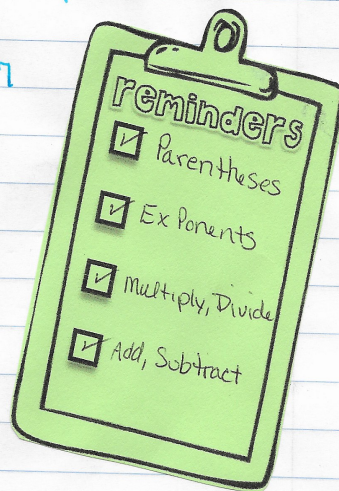 reminders
Parentheses
Exponents
Multiply, Divide
Add, Subtract